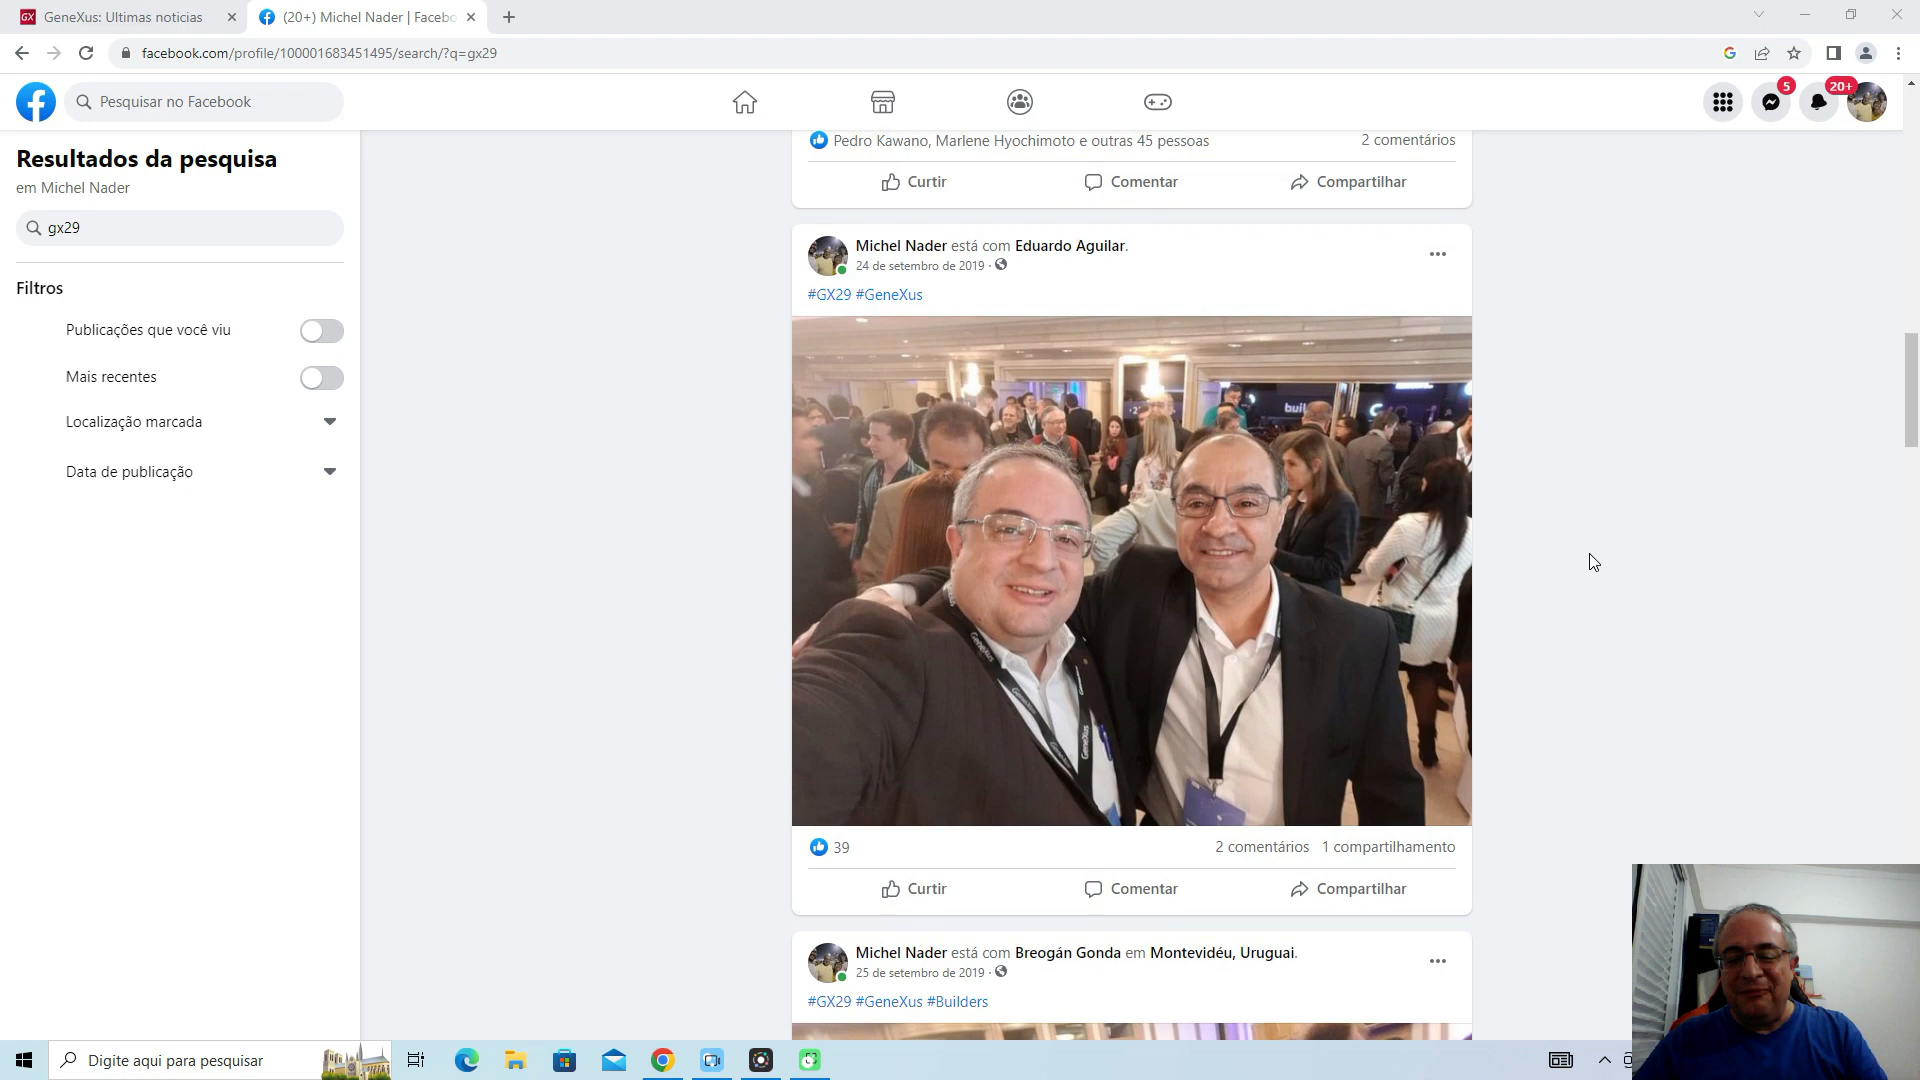 GeneXus: Ultimas noticias
(20+) Michel Nader | Facebo
facebook.com/profile/100001683451495/search/?q=gx29
Pesquisar no Facebook
5
20+
Resultados da pesquisa
em Michel Nader
gx29
Filtros
Publicações que você viu
Mais recentes
Localização marcada
Data de publicação
Pedro Kawano, Marlene Hyochimoto e outras 45 pessoas
2 comentários
Curtir
Comentar
Compartilhar
Michel Nader está com Eduardo Aguilar.
24 de setembro de 2019 ·
#GX29 #GeneXus
buil
GeneXus
GeneXus
GeneXus
39
2 comentários
1 compartilhamento
Curtir
Comentar
Compartilhar
Michel Nader está com Breogán Gonda em Montevidéu, Uruguai.
25 de setembro de 2019 ·
#GX29 #GeneXus #Builders
Digite aqui para pesquisar